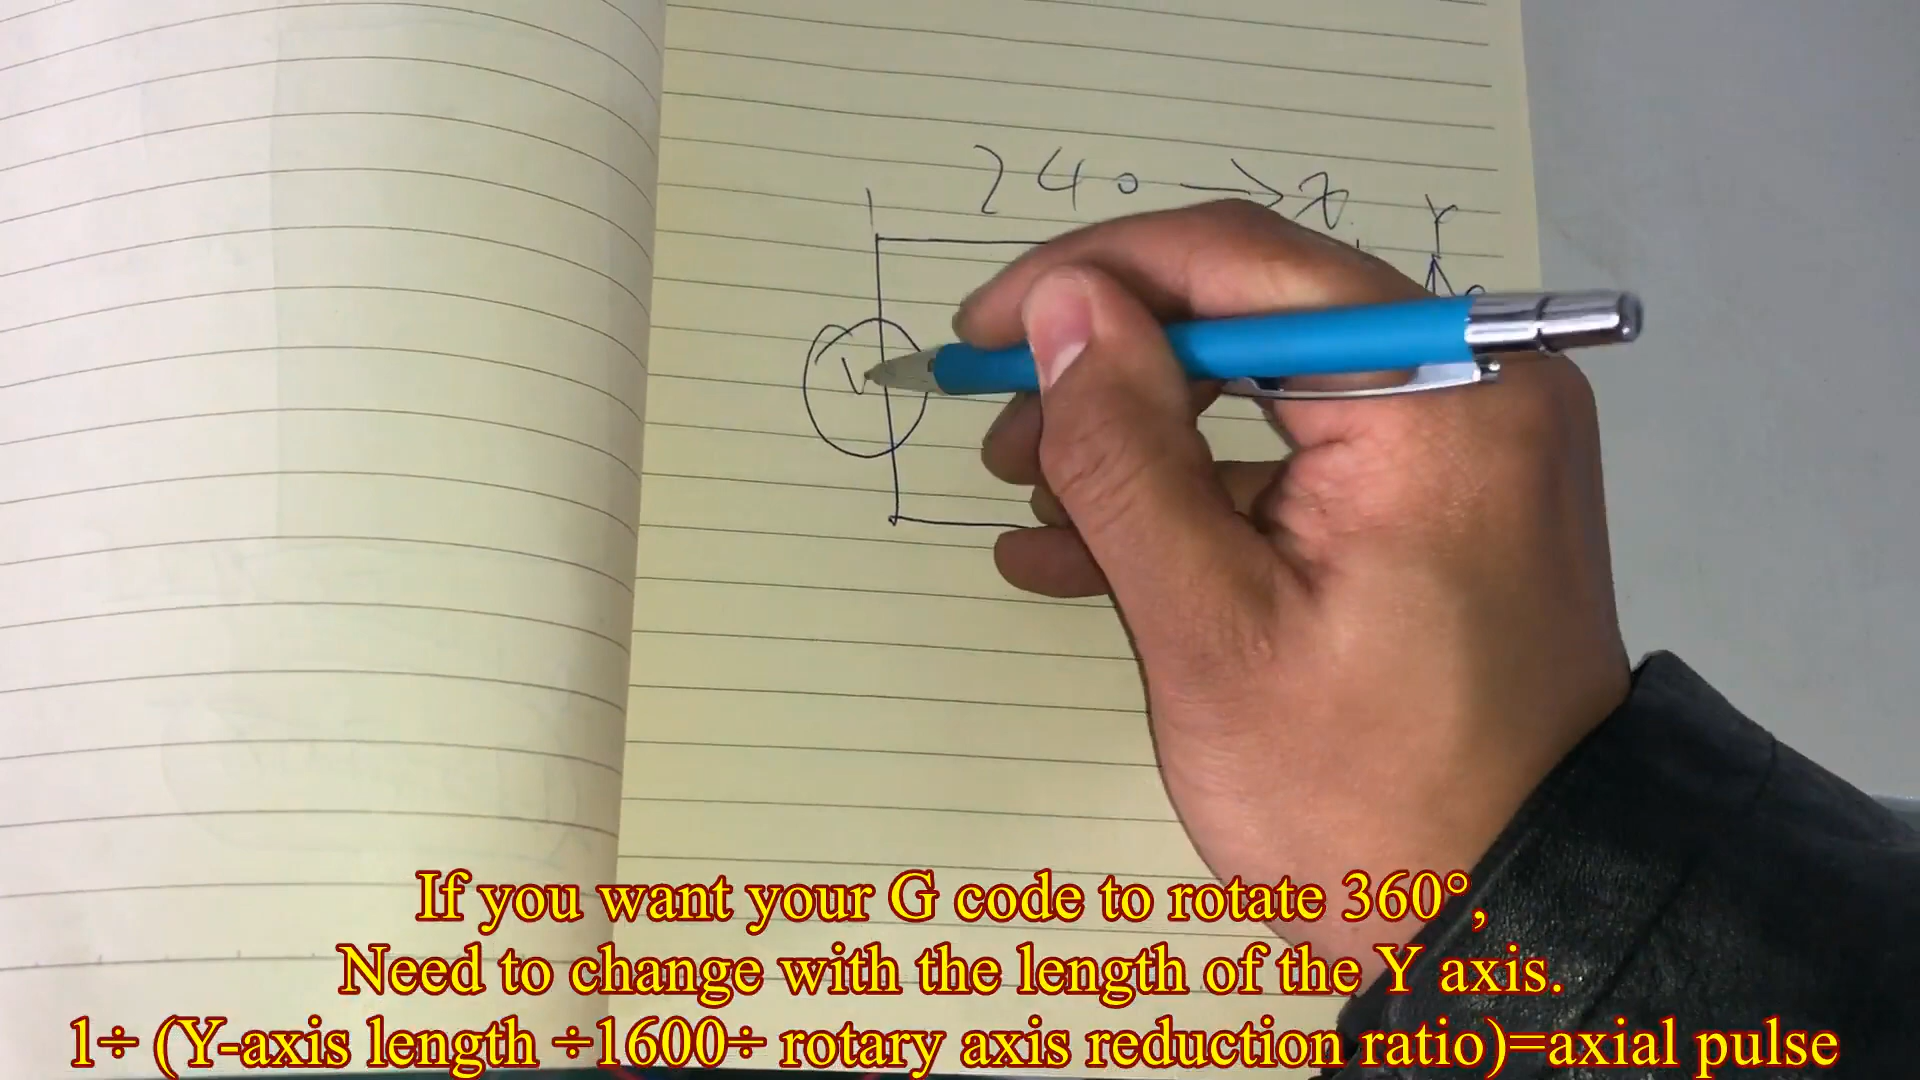 240 → X
Y
If you want your G code to rotate 360°,
Need to change with the length of the Y axis.
1÷ (Y-axis length ÷1600÷ rotary axis reduction ratio)=axial pulse